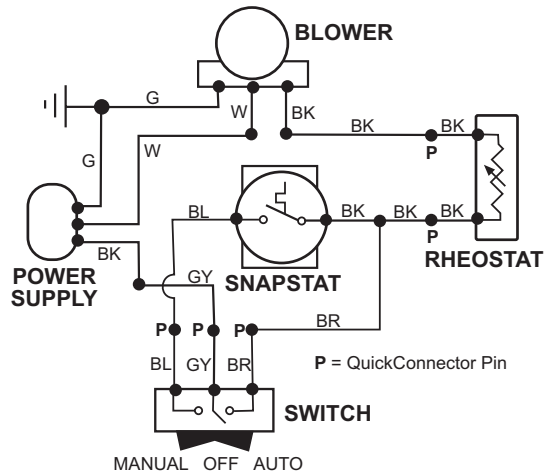 BLOWER
G
W
BK
BK
BK
P
G
W
BL
BK
BK
BK
P
BK
POWER
SUPPLY
SNAPSTAT
RHEOSTAT
GY
P
P
P
BR
BL
GY
BR
P = QuickConnector Pin
SWITCH
MANUAL OFF AUTO